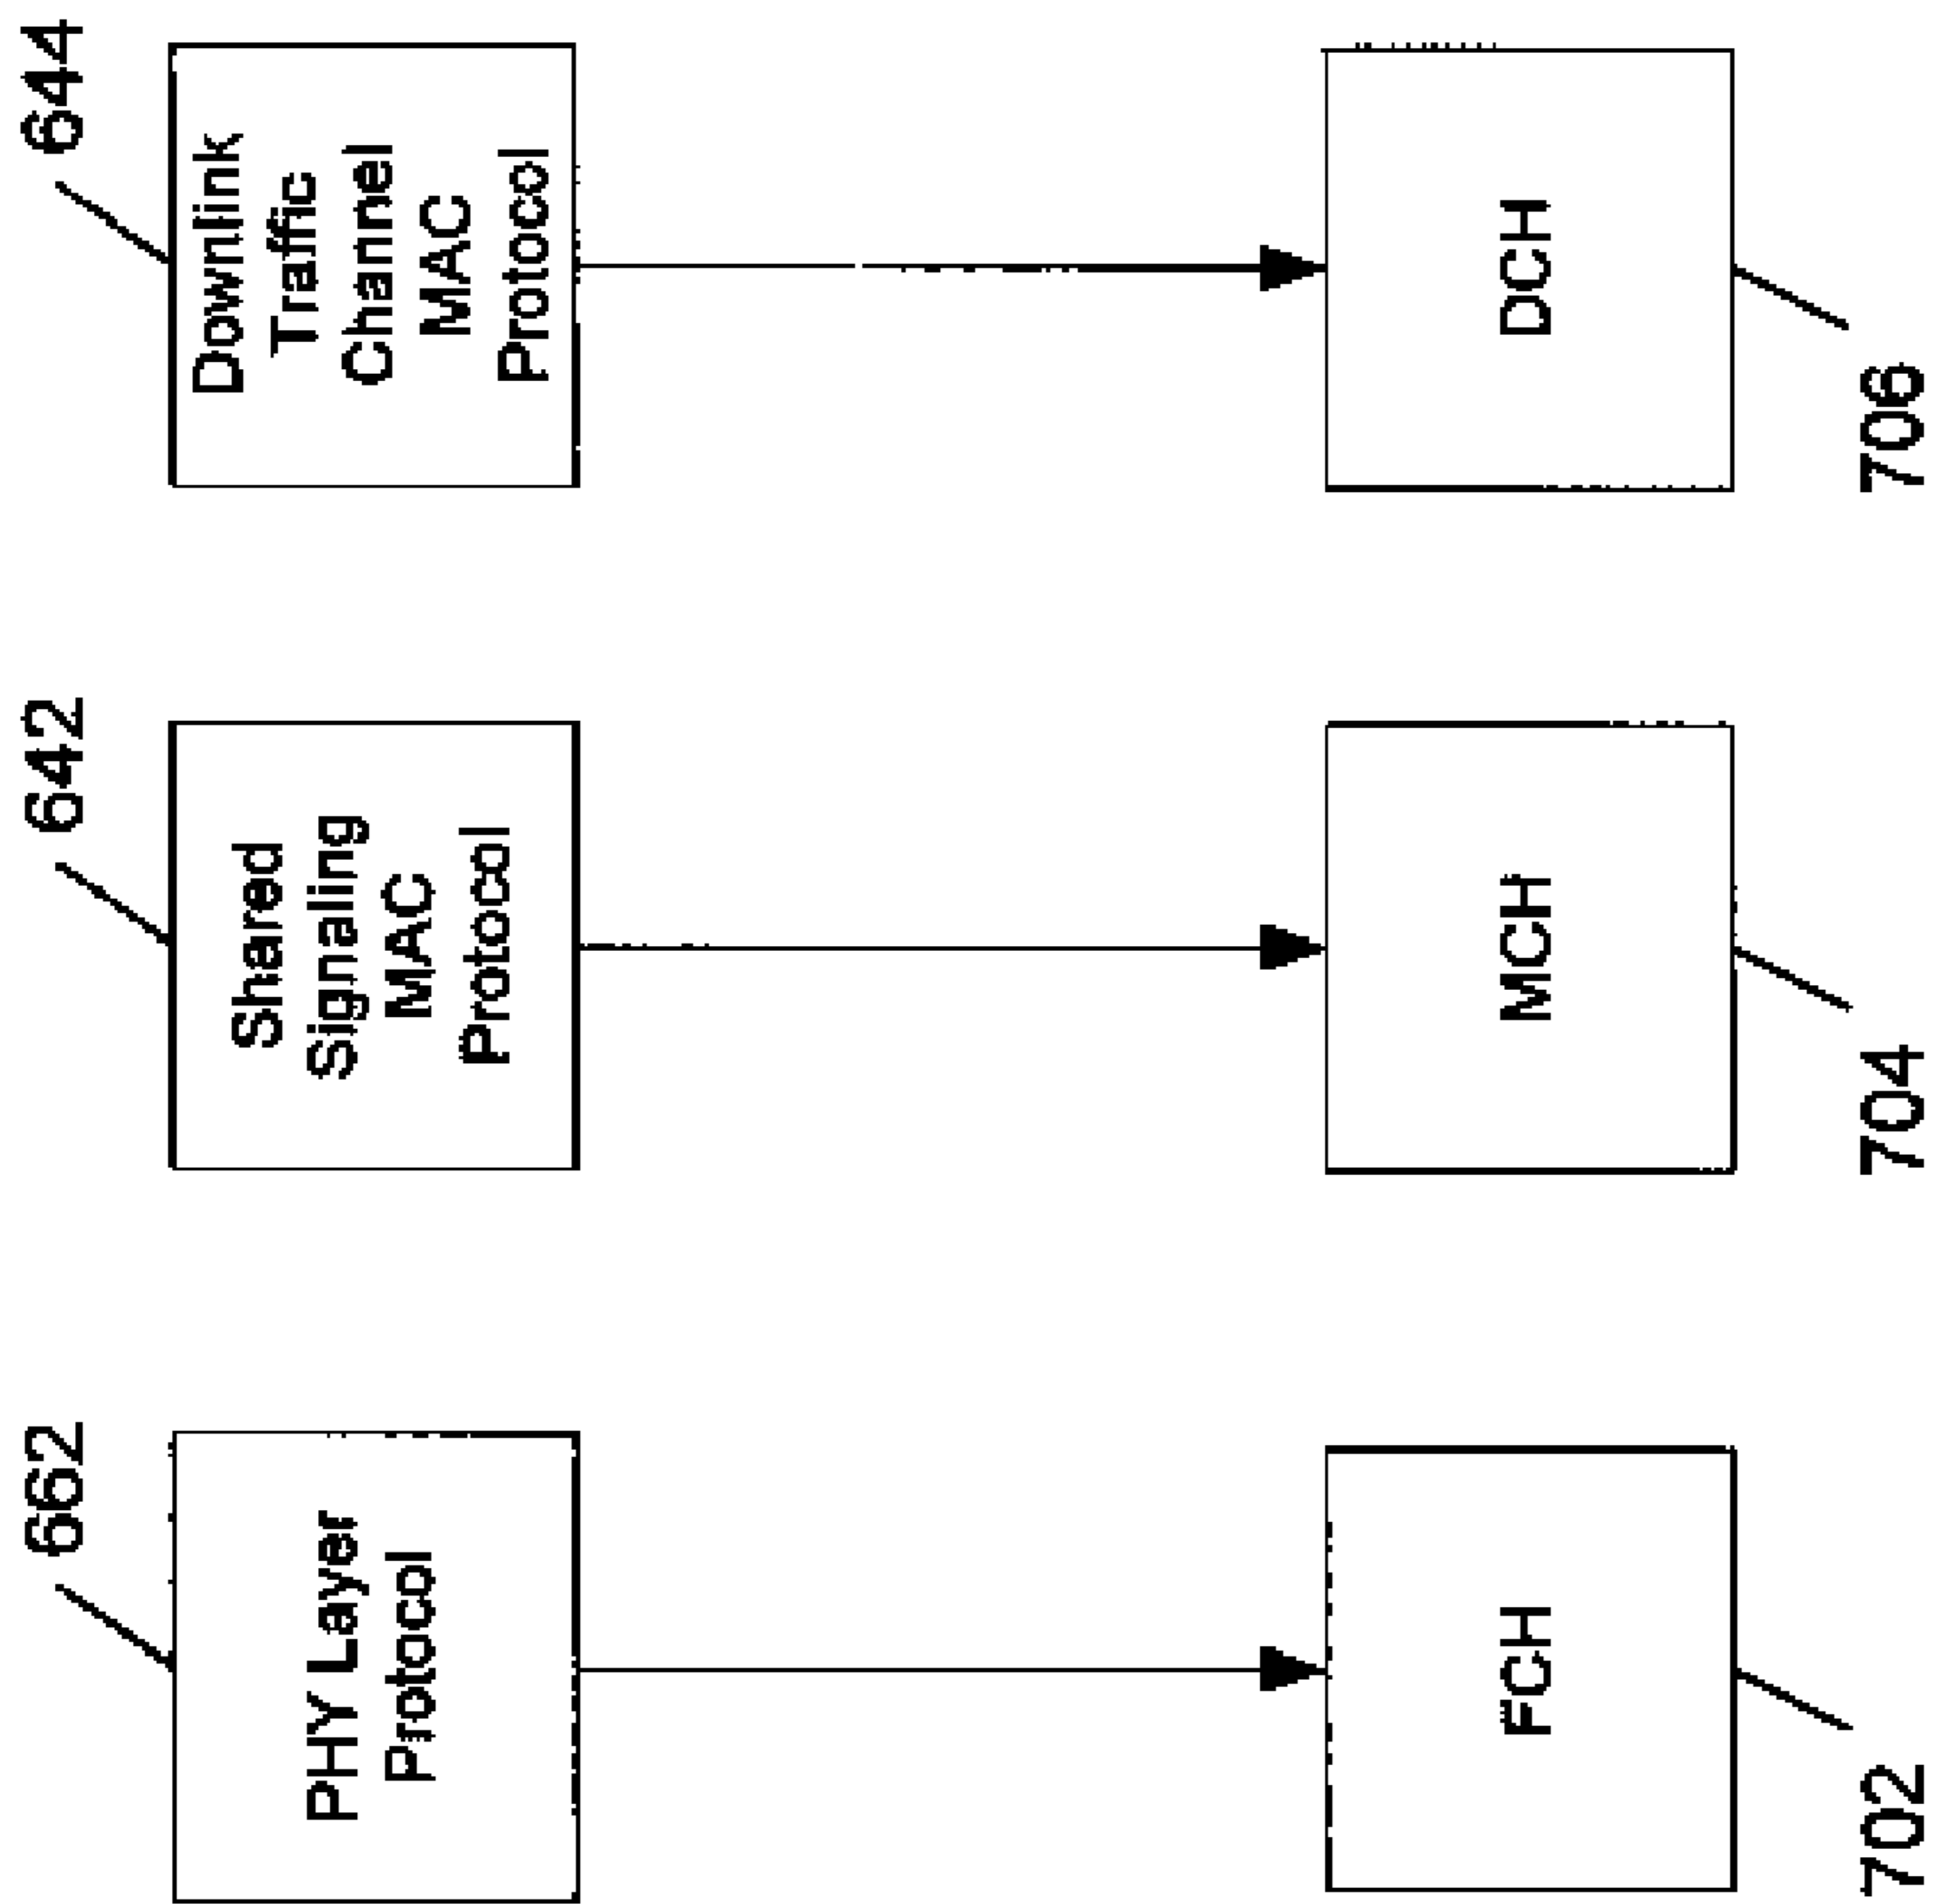 662
642
644
PHY Layer
Protocol
Shared
Signaling
MAC
Protocol
Downlink
Traffic
Channel
MAC
Protocol
FCH
MCH
DCH
702
704
706